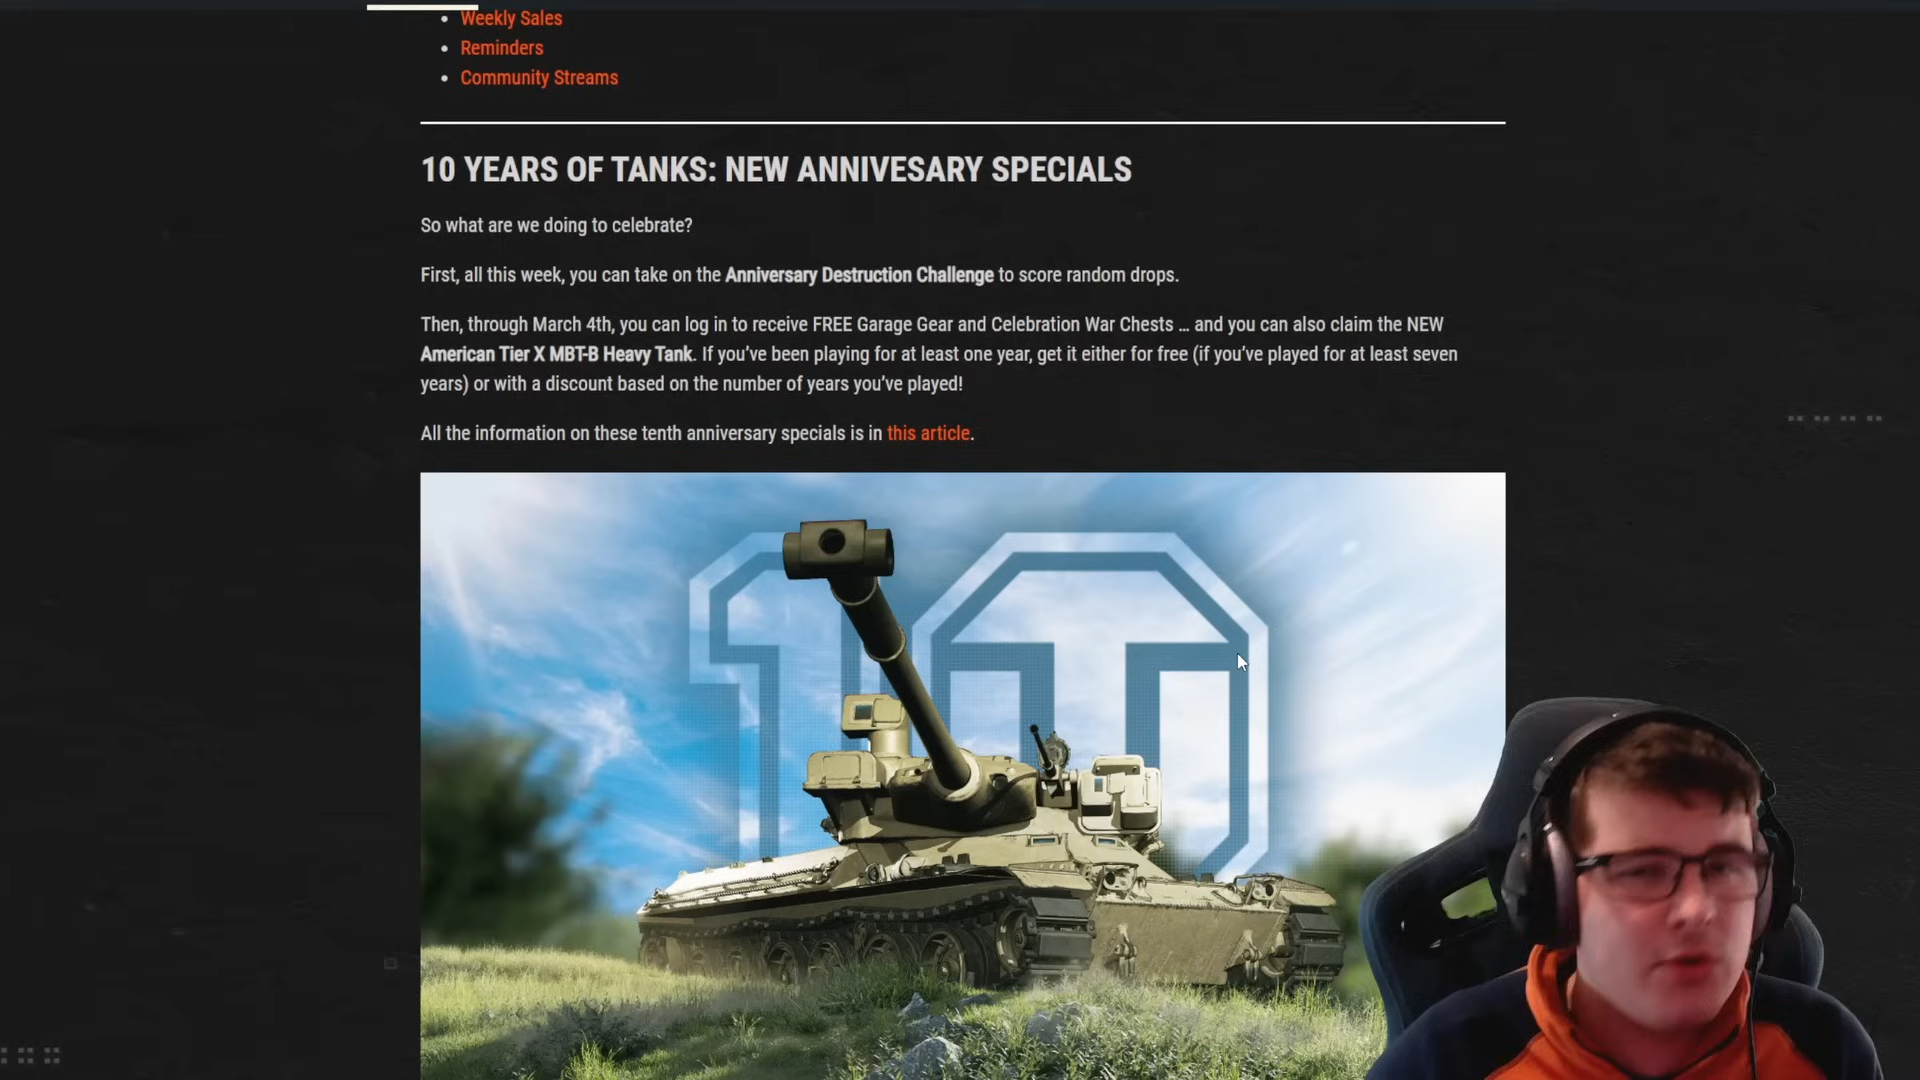 Weekly Sales
Reminders
Community Streams
10 YEARS OF TANKS: NEW ANNIVESARY SPECIALS
So what are we doing to celebrate?
First, all this week, you can take on the Anniversary Destruction Challenge to score random drops.
Then, through March 4th, you can log in to receive FREE Garage Gear and Celebration War Chests ... and you can also claim the NEW
American Tier X MBT-B Heavy Tank. If you've been playing for at least one year, get it either for free (if you've played for at least seven
years) or with a discount based on the number of years you've played!
All the information on these tenth anniversary specials is in this article.
10